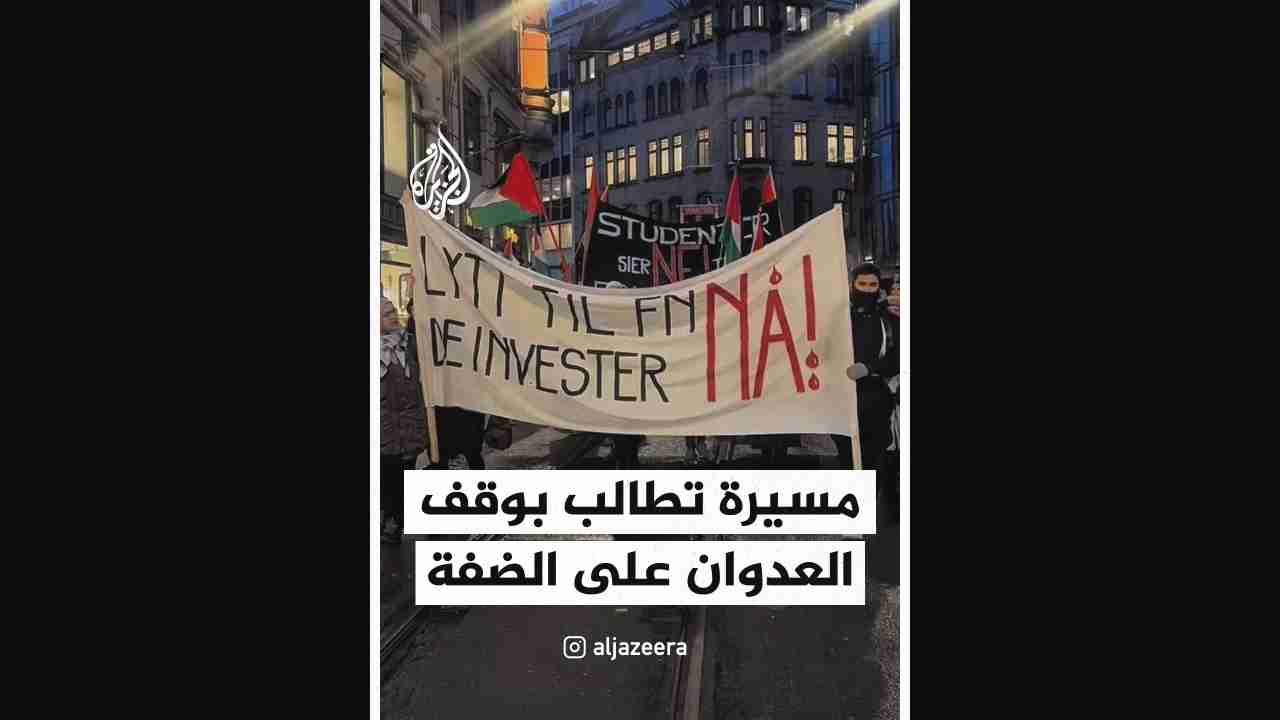 الجزيرة
STUDENTER
SIER NEI
LYTT TIL FN
DEINVESTER NÅ!
مسيرة تطالب بوقف
العدوان على الضفة
aljazeera